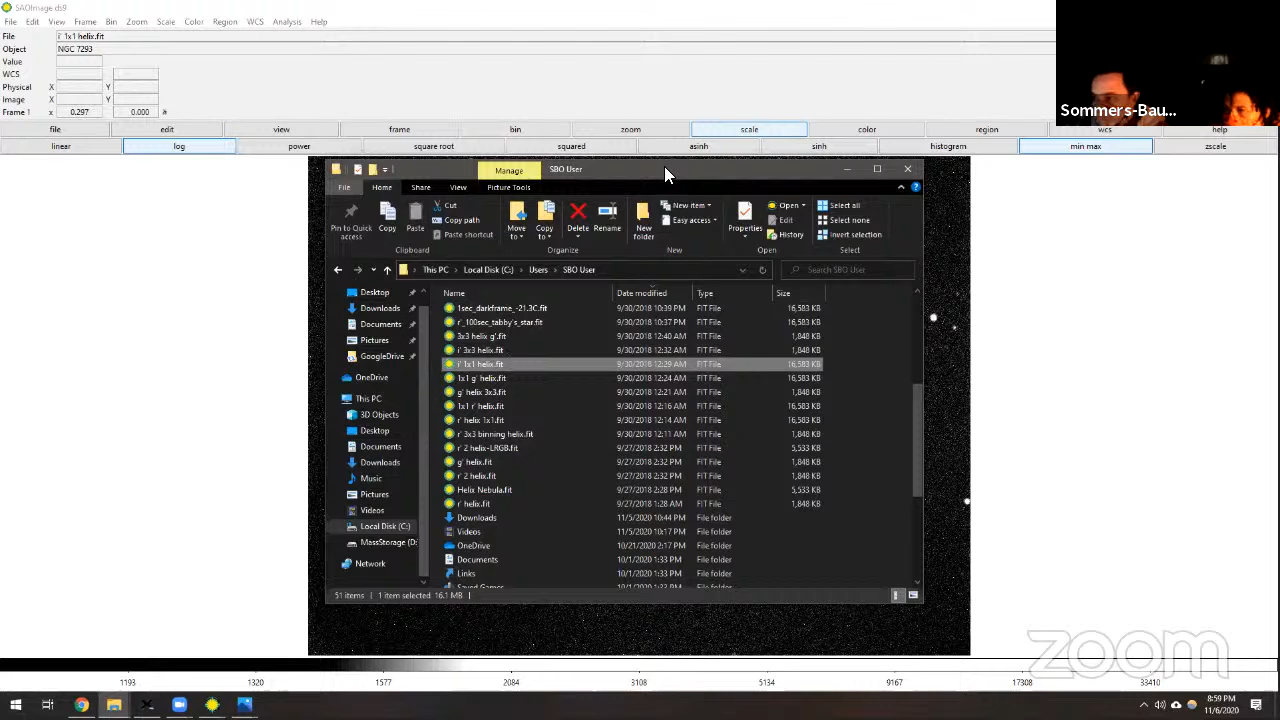 SAOImage ds9
File Edit View Frame Bin Zoom Scale Color Region WCS Analysis Help
File i' 1x1 helix.fit
Object NGC 7293
Value
WCS
Physical X Y
Image X Y
Frame 1 x 0.297 0.000 °
file edit view frame bin zoom scale color region wcs help
linear log power square root squared asinh sinh histogram min max zscale
Sommers-Bau...
Manage SBO User
File Home Share View Picture Tools
Pin to Quick access Copy Paste Cut Copy path Paste shortcut Move to Copy to Delete Rename New folder New item Easy access Properties Open Edit History Select all Select none Invert selection
Clipboard Organize New Open Select
This PC Local Disk (C:) Users SBO User Search SBO User
Name Date modified Type Size
1sec_darkframe_-21.3C.fit 9/30/2018 10:39 PM FIT File 16,583 KB
r'_100sec_tabby's_star.fit 9/30/2018 10:37 PM FIT File 16,583 KB
3x3 helix g'.fit 9/30/2018 12:40 AM FIT File 1,848 KB
i' 3x3 helix.fit 9/30/2018 12:32 AM FIT File 1,848 KB
i' 1x1 helix.fit 9/30/2018 12:29 AM FIT File 16,583 KB
1x1 g' helix.fit 9/30/2018 12:24 AM FIT File 16,583 KB
g' helix 3x3.fit 9/30/2018 12:21 AM FIT File 1,848 KB
1x1 r' helix.fit 9/30/2018 12:16 AM FIT File 16,583 KB
r' helix 1x1.fit 9/30/2018 12:14 AM FIT File 16,583 KB
r' 3x3 binning helix.fit 9/30/2018 12:11 AM FIT File 1,848 KB
r' 2 helix-LRGB.fit 9/27/2018 2:32 PM FIT File 5,533 KB
g' helix.fit 9/27/2018 2:32 PM FIT File 1,848 KB
r' 2 helix.fit 9/27/2018 2:32 PM FIT File 1,848 KB
Helix Nebula.fit 9/27/2018 2:28 PM FIT File 5,533 KB
r' helix.fit 9/27/2018 1:28 AM FIT File 1,848 KB
Downloads 11/5/2020 10:44 PM File folder
Videos 11/5/2020 10:17 PM File folder
OneDrive 10/21/2020 2:17 PM File folder
Documents 10/1/2020 1:33 PM File folder
Links 10/1/2020 1:33 PM File folder
Saved Games 10/1/2020 1:33 PM File folder
Desktop
Downloads
Documents
Pictures
GoogleDrive
OneDrive
This PC
3D Objects
Desktop
Documents
Downloads
Music
Pictures
Videos
Local Disk (C:)
MassStorage (D:
Network
51 items 1 item selected 16.1 MB
zoom
1193 1320 1577 2084 3108 5134 9167 17308 33410
8:59 PM
11/6/2020